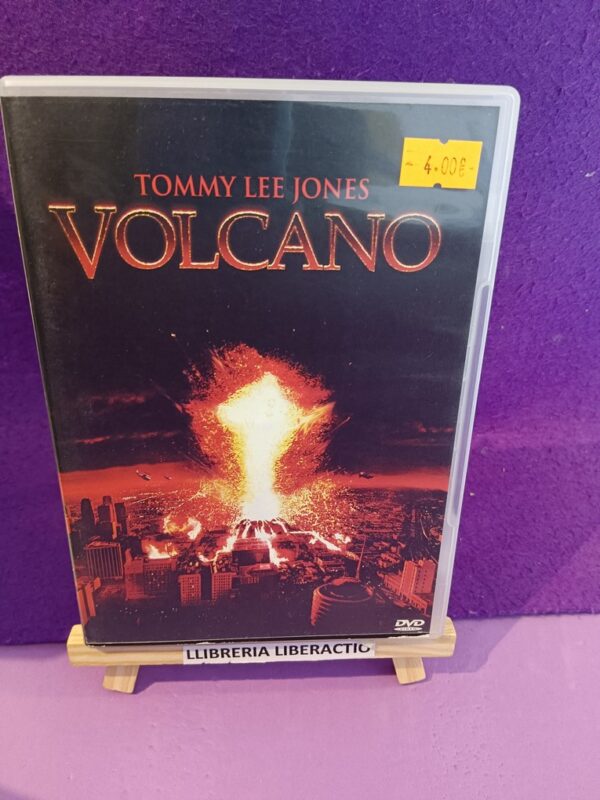 4.00€
TOMMY LEE JONES
VOLCANO
DVD
LLIBRERIA LIBERACTIO